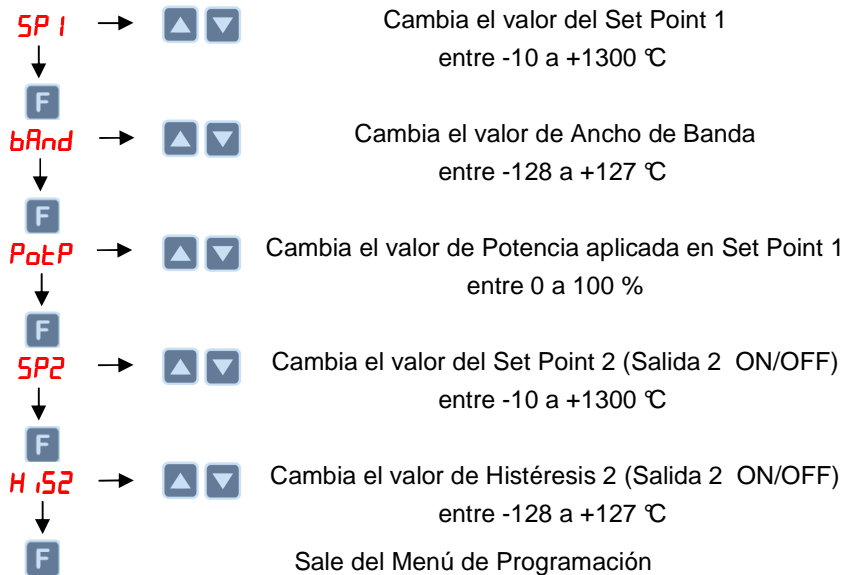 SP1 Cambia el valor del Set Point 1
entre -10 a +1300 ℃
F
bAnd Cambia el valor de Ancho de Banda
entre -128 a +127 ℃
F
PotP Cambia el valor de Potencia aplicada en Set Point 1
entre 0 a 100 %
F
SP2 Cambia el valor del Set Point 2 (Salida 2 ON/OFF)
entre -10 a +1300 ℃
F
HiS2 Cambia el valor de Histéresis 2 (Salida 2 ON/OFF)
entre -128 a +127 ℃
F Sale del Menú de Programación